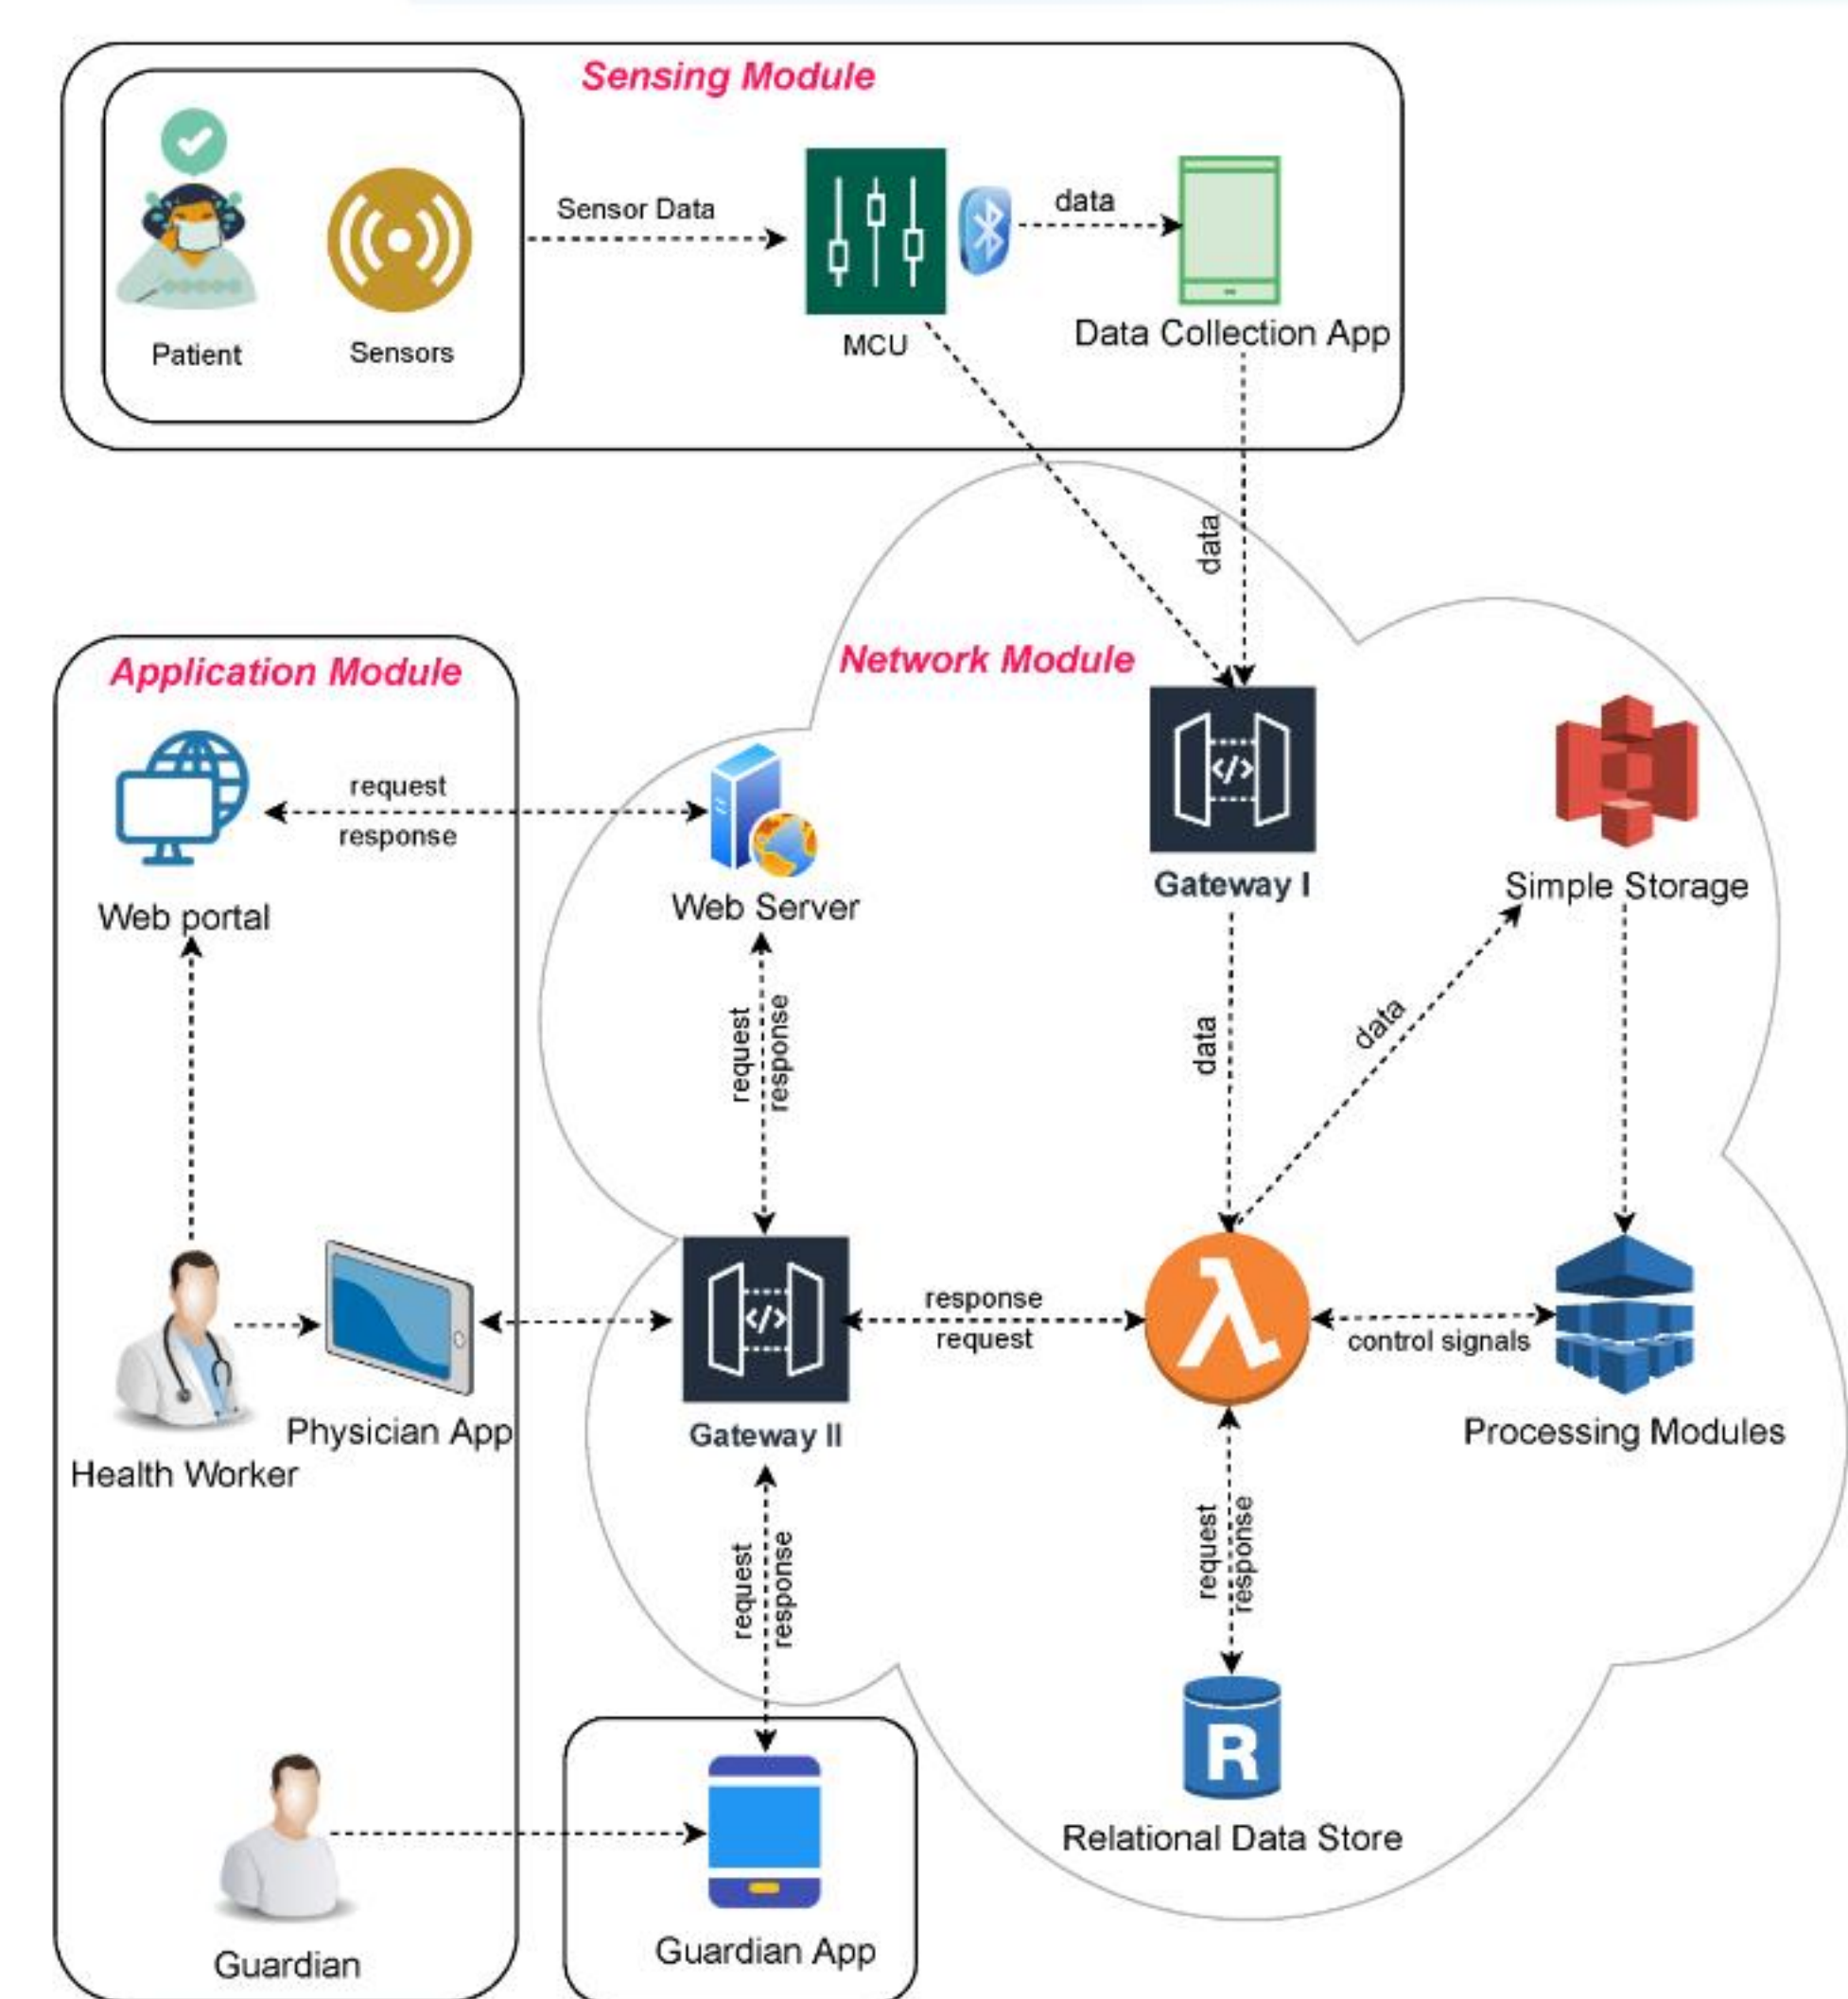 Sensing Module
Sensor Data
data
Patient
Sensors
MCU
Data Collection App
data
Application Module
Network Module
request
response
Web portal
Web Server
Gateway I
Simple Storage
request
response
data
data
response
request
control signals
Health Worker
Physician App
Gateway II
Processing Modules
request
response
request
response
R
Relational Data Store
Guardian
Guardian App